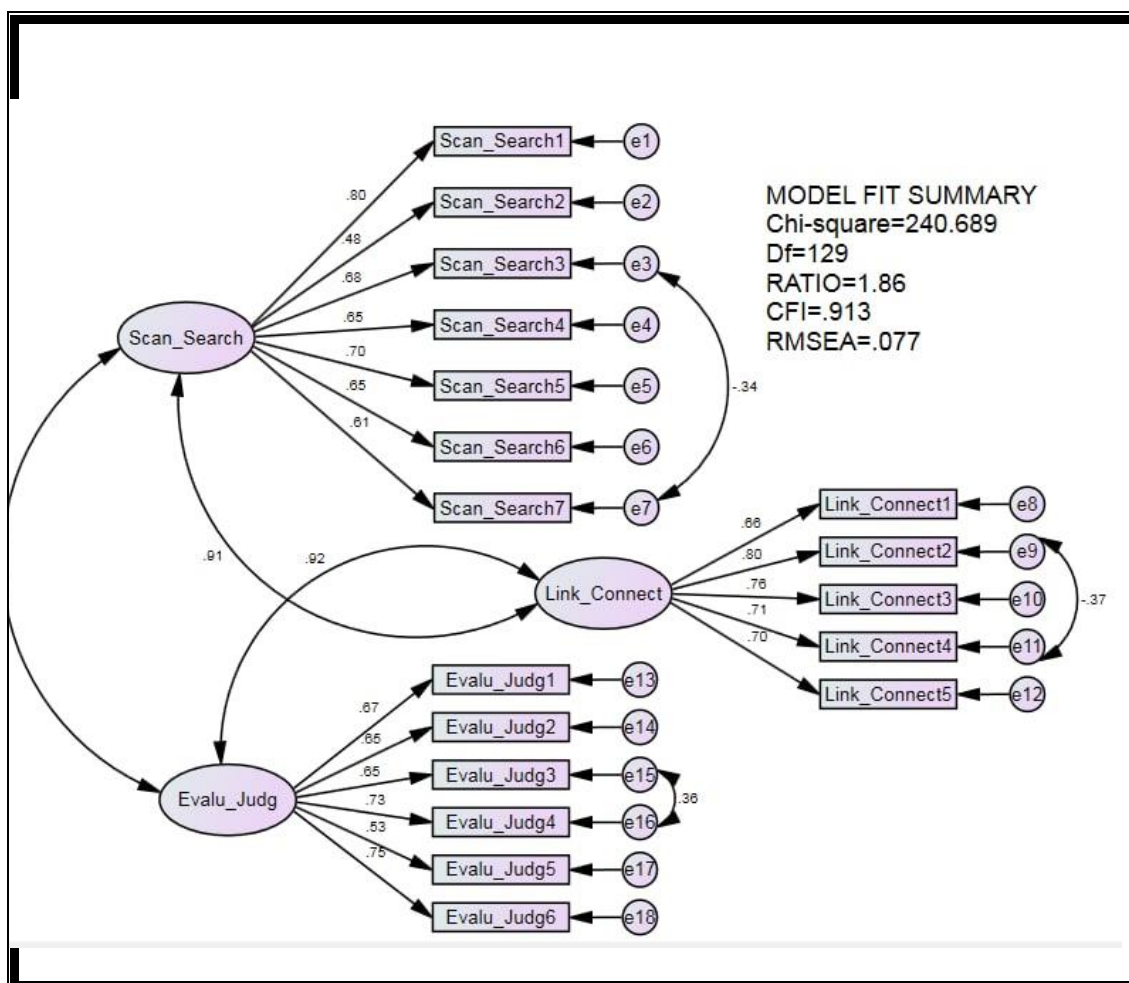 Scan_Search1
e1
.80
Scan_Search2
e2
.48
Scan_Search3
e3
.68
Scan_Search
Scan_Search4
e4
.65
Scan_Search5
e5
.70
-.34
Scan_Search6
e6
.65
.61
Scan_Search7
e7
MODEL FIT SUMMARY
Chi-square=240.689
Df=129
RATIO=1.86
CFI=.913
RMSEA=.077
.91
.92
Link_Connect
.66
Link_Connect1
e8
.80
Link_Connect2
e9
.76
Link_Connect3
e10
-.37
.71
Link_Connect4
e11
.70
Link_Connect5
e12
Evalu_Judg
.67
Evalu_Judg1
e13
.65
Evalu_Judg2
e14
.65
Evalu_Judg3
e15
.36
.73
Evalu_Judg4
e16
.53
Evalu_Judg5
e17
.75
Evalu_Judg6
e18